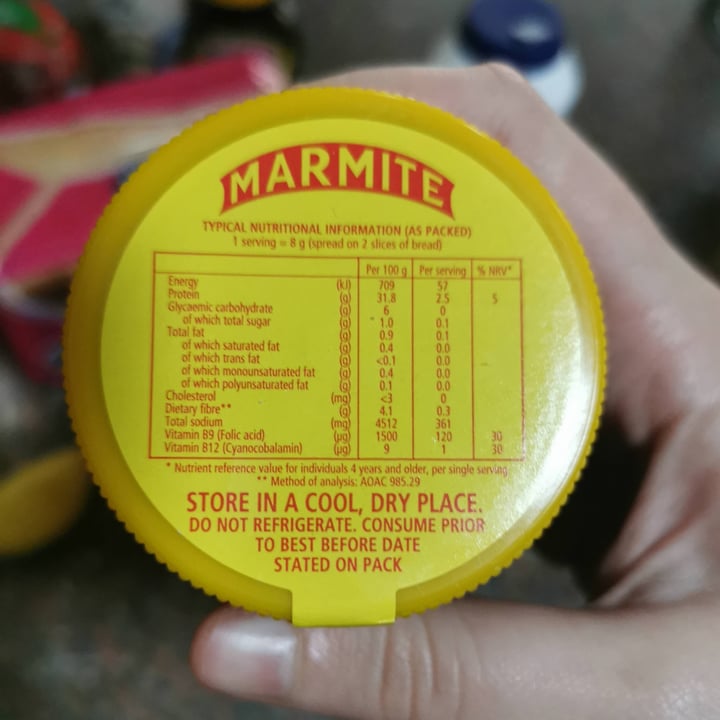 MARMITE
TYPICAL NUTRITIONAL INFORMATION (AS PACKED)
1 serving = 8 g (spread on 2 slices of bread)
Per 100 g Per serving % NRV*
Energy (kJ) 709 57
Protein (g) 31.8 2.5 5
Glycaemic carbohydrate (g) 6 0
of which total sugar (g) 1.0 0.1
Total fat (g) 0.9 0.1
of which saturated fat (g) 0.4 0.0
of which trans fat (g) <0.1 0.0
of which monounsaturated fat (g) 0.4 0.0
of which polyunsaturated fat (g) 0.1 0.0
Cholesterol (mg) <3 0
Dietary fibre** (g) 4.1 0.3
Total sodium (mg) 4512 361
Vitamin B9 (Folic acid) (µg) 1500 120 30
Vitamin B12 (Cyanocobalamin) (µg) 9 1 30
* Nutrient reference value for individuals 4 years and older, per single serving
** Method of analysis: AOAC 985.29
STORE IN A COOL, DRY PLACE.
DO NOT REFRIGERATE. CONSUME PRIOR
TO BEST BEFORE DATE
STATED ON PACK